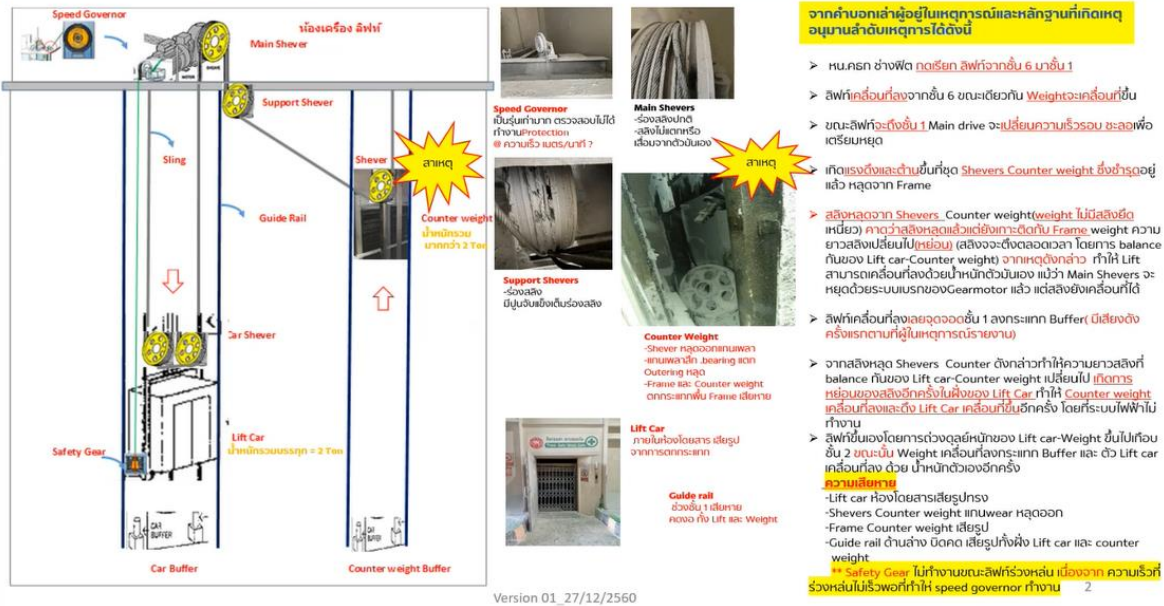 Speed Governor
ห้องเครื่อง ลิฟท์
Main Shever
MOTOR
Support Shever
Sling
Shever
สาเหตุ
Guide Rail
Counter weight
น้ำหนักรวม
มากกว่า 2 Ton
Car Shever
Lift Car
น้ำหนักรวมบรรทุก = 2 Ton
Safety Gear
CAR
BUFFER
CAR
BUFFER
Car Buffer
Counter weight Buffer
Speed Governor
เป็นรุ่นเก่ามาก ตรวจสอบไม่ได้
ทำงานProtection
@ ความเร็ว เมตร/นาที ?
Main Shevers
-ร่องสลิงปกติ
-สลิงไม่แตกหรือ
เสื่อมจากตัวมันเอง
สาเหตุ
Support Shevers
-ร่องสลิง
มีปูนจับแข็งเต็มร่องสลิง
Counter Weight
-Shever หลุดออกแกนเพลา
-แกนเพลาสึก .bearing แตก
Outering หลุด
-Frame และ Counter weight
ตกกระแทกพื้น Frame เสียหาย
Lift Car
ภายในห้องโดยสาร เสียรูป
จากการตกกระแทก
Guide rail
ช่วงชั้น 1 เสียหาย
คดงอ ทั้ง Lift และ Weight
จากคำบอกเล่าผู้อยู่ในเหตุการณ์และหลักฐานที่เกิดเหตุ
อนุมานลำดับเหตุการได้ดังนี้
➢ หน.คธก ช่างฟิต กดเรียก ลิฟท์จากชั้น 6 มาชั้น 1
➢ ลิฟท์เคลื่อนที่ลงจากชั้น 6 ขณะเดียวกัน Weightจะเคลื่อนที่ขึ้น
➢ ขณะลิฟท์จะถึงชั้น 1 Main drive จะเปลี่ยนความเร็วรอบ ชะลอเพื่อ
เตรียมหยุด
➢ เกิดแรงดึงและต้านขึ้นที่ชุด Shevers Counter weight ซึ่งชำรุดอยู่
แล้ว หลุดจาก Frame
➢ สลิงหลุดจาก Shevers Counter weight(weight ไม่มีสลิงยึด
เหนี่ยว) คาดว่าสลิงหลุดแล้วแต่ยังเกาะติดกับ Frame weight ความ
ยาวสลิงเปลี่ยนไป(หย่อน) (สลิงจะตึงตลอดเวลา โดยการ balance
กันของ Lift car-Counter weight) จากเหตุดังกล่าว ทำให้ Lift
สามารถเคลื่อนที่ลงด้วยน้ำหนักตัวมันเอง แม้ว่า Main Shevers จะ
หยุดด้วยระบบเบรกของGearmotor แล้ว แต่สลิงยังเคลื่อนที่ได้
➢ ลิฟท์เคลื่อนที่ลงเลยจุดจอดชั้น 1 ลงกระแทก Buffer( มีเสียงดัง
ครั้งแรกตามที่ผู้ในเหตุการณ์รายงาน)
➢ จากสลิงหลุด Shevers Counter ดังกล่าวทำให้ความยาวสลิงที่
balance กันของ Lift car-Counter weight เปลี่ยนไป เกิดการ
หย่อนของสลิงอีกครั้งในฝั่งของ Lift Car ทำให้ Counter weight
เคลื่อนที่ลงและดึง Lift Car เคลื่อนที่ขึ้นอีกครั้ง โดยที่ระบบไฟฟ้าไม่
ทำงาน
➢ ลิฟท์ขึ้นเองโดยการถ่วงดุลย์หนักของ Lift car-Weight ขึ้นไปเกือบ
ชั้น 2 ขณะนั้น Weight เคลื่อนที่ลงกระแทก Buffer และ ตัว Lift car
เคลื่อนที่ลง ด้วย น้ำหนักตัวเองอีกครั้ง
ความเสียหาย
-Lift car ห้องโดยสารเสียรูปทรง
-Shevers Counter weight แกนwear หลุดออก
-Frame Counter weight เสียรูป
-Guide rail ด้านล่าง บิดคด เสียรูปทั้งฝั่ง Lift car และ counter
weight
** Safety Gear ไม่ทำงานขณะลิฟท์ร่วงหล่น เนื่องจาก ความเร็วที่
ร่วงหล่นไม่เร็วพอที่ทำให้ speed governor ทำงาน
2
Version 01_27/12/2560